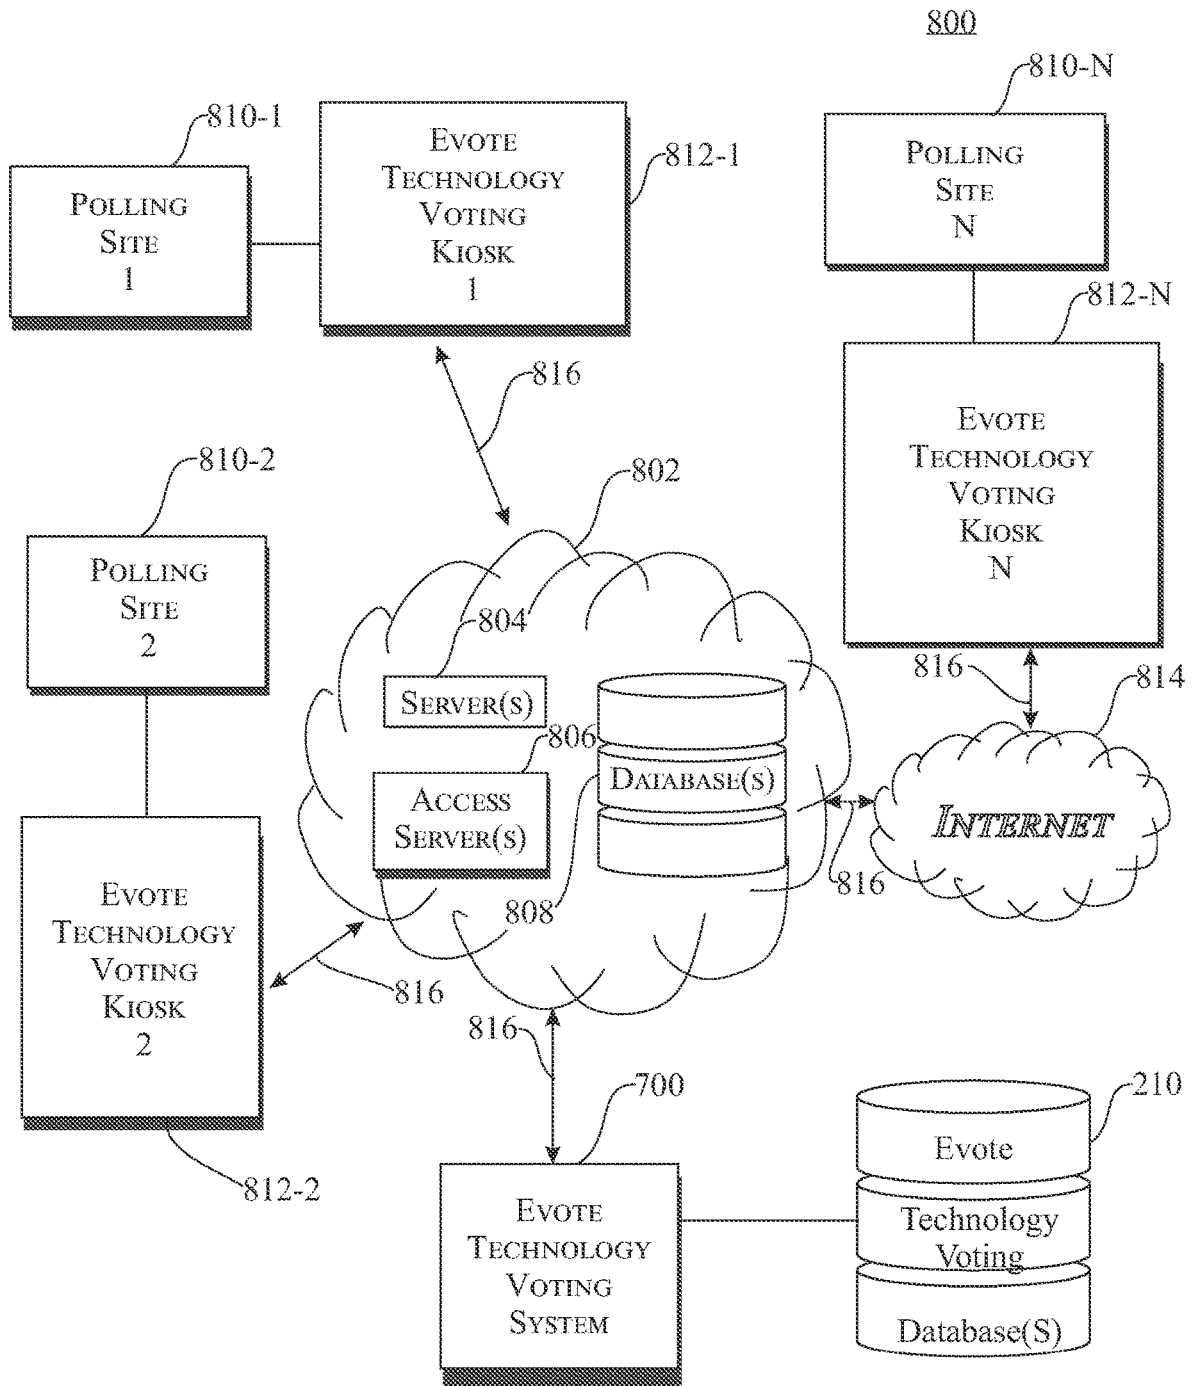 800
810-1
POLLING
SITE
1
EVOTE
TECHNOLOGY
VOTING
KIOSK
1
812-1
810-N
POLLING
SITE
N
812-N
EVOTE
TECHNOLOGY
VOTING
KIOSK
N
816
810-2
POLLING
SITE
2
802
804
SERVER(S)
806
ACCESS
SERVER(S)
DATABASE(S)
808
816
814
INTERNET
816
EVOTE
TECHNOLOGY
VOTING
KIOSK
2
816
812-2
816
700
EVOTE
TECHNOLOGY
VOTING
SYSTEM
210
Evote
Technology
Voting
Database(S)